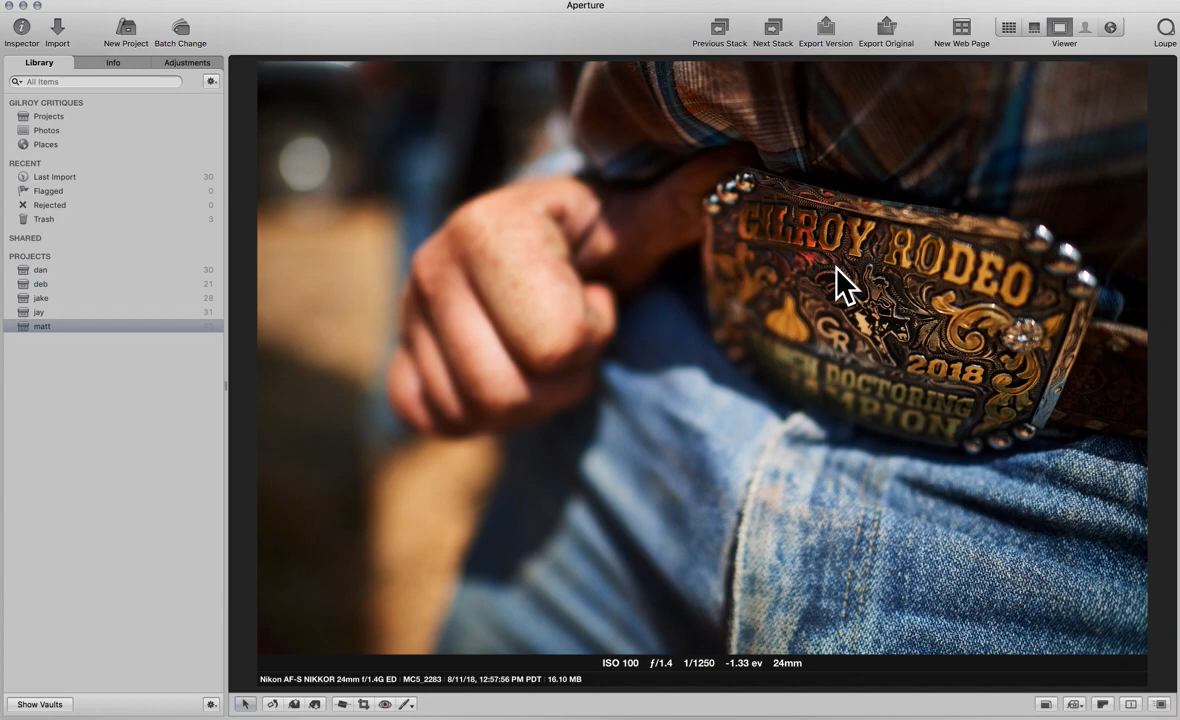 Aperture
Inspector
Import
New Project
Batch Change
Previous Stack
Next Stack
Export Version
Export Original
New Web Page
Viewer
Loupe
Library
Info
Adjustments
All Items
GILROY CRITIQUES
Projects
Photos
Places
RECENT
Last Import 30
Flagged 0
Rejected 0
Trash 3
SHARED
PROJECTS
dan 30
deb 21
jake 28
jay 31
matt
GILROY RODEO
GR
2018
DOCTORING
ISO 100 ƒ/1.4 1/1250 -1.33 ev 24mm
Nikon AF-S NIKKOR 24mm f/1.4G ED MC5_2283 8/11/18, 12:57:56 PM PDT 16.10 MB
Show Vaults